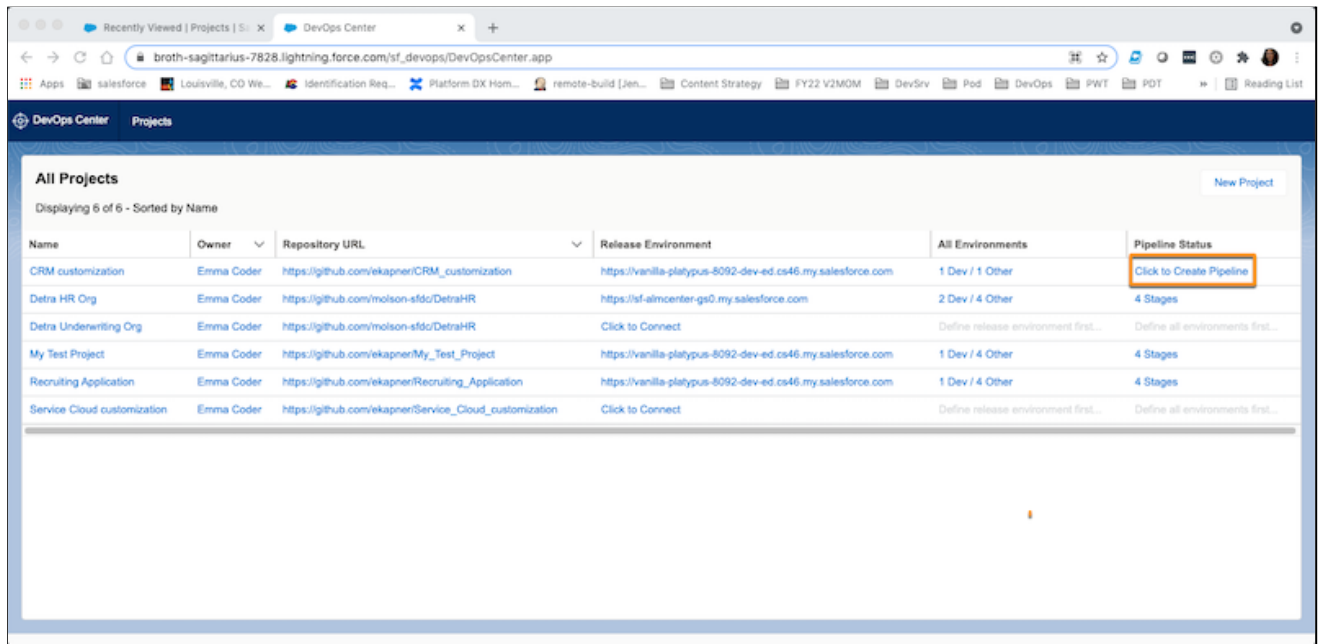 Recently Viewed | Projects | Sa
DevOps Center
broth-sagittarius-7828.lightning.force.com/sf_devops/DevOpsCenter.app
Apps salesforce Louisville, CO We... Identification Req... Platform DX Hom... remote-build [Jen... Content Strategy FY22 V2MOM DevSrv Pod DevOps PWT PDT » Reading List
DevOps Center Projects
All Projects
New Project
Displaying 6 of 6 - Sorted by Name
Name Owner Repository URL Release Environment All Environments Pipeline Status
CRM customization Emma Coder https://github.com/ekapner/CRM_customization https://vanilla-platypus-8092-dev-ed.cs46.my.salesforce.com 1 Dev / 1 Other Click to Create Pipeline
Detra HR Org Emma Coder https://github.com/molson-sfdc/DetraHR https://sf-almcenter-gs0.my.salesforce.com 2 Dev / 4 Other 4 Stages
Detra Underwriting Org Emma Coder https://github.com/molson-sfdc/DetraHR Click to Connect Define release environment first... Define all environments first...
My Test Project Emma Coder https://github.com/ekapner/My_Test_Project https://vanilla-platypus-8092-dev-ed.cs46.my.salesforce.com 1 Dev / 4 Other 4 Stages
Recruiting Application Emma Coder https://github.com/ekapner/Recruiting_Application https://vanilla-platypus-8092-dev-ed.cs46.my.salesforce.com 1 Dev / 4 Other 4 Stages
Service Cloud customization Emma Coder https://github.com/ekapner/Service_Cloud_customization Click to Connect Define release environment first... Define all environments first...